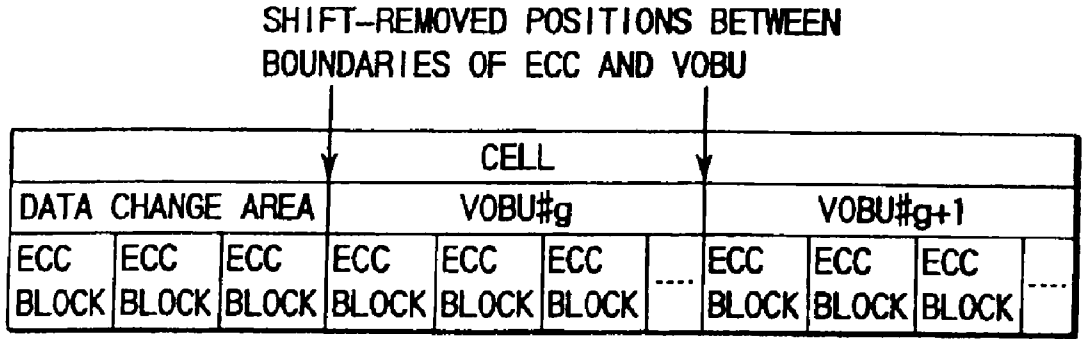 SHIFT-REMOVED POSITIONS BETWEEN
BOUNDARIES OF ECC AND VOBU
CELL
DATA CHANGE AREA VOBU#g VOBU#g+1
ECC ECC ECC ECC ECC ECC ECC ECC ECC
BLOCK BLOCK BLOCK BLOCK BLOCK BLOCK ---- BLOCK BLOCK BLOCK ----